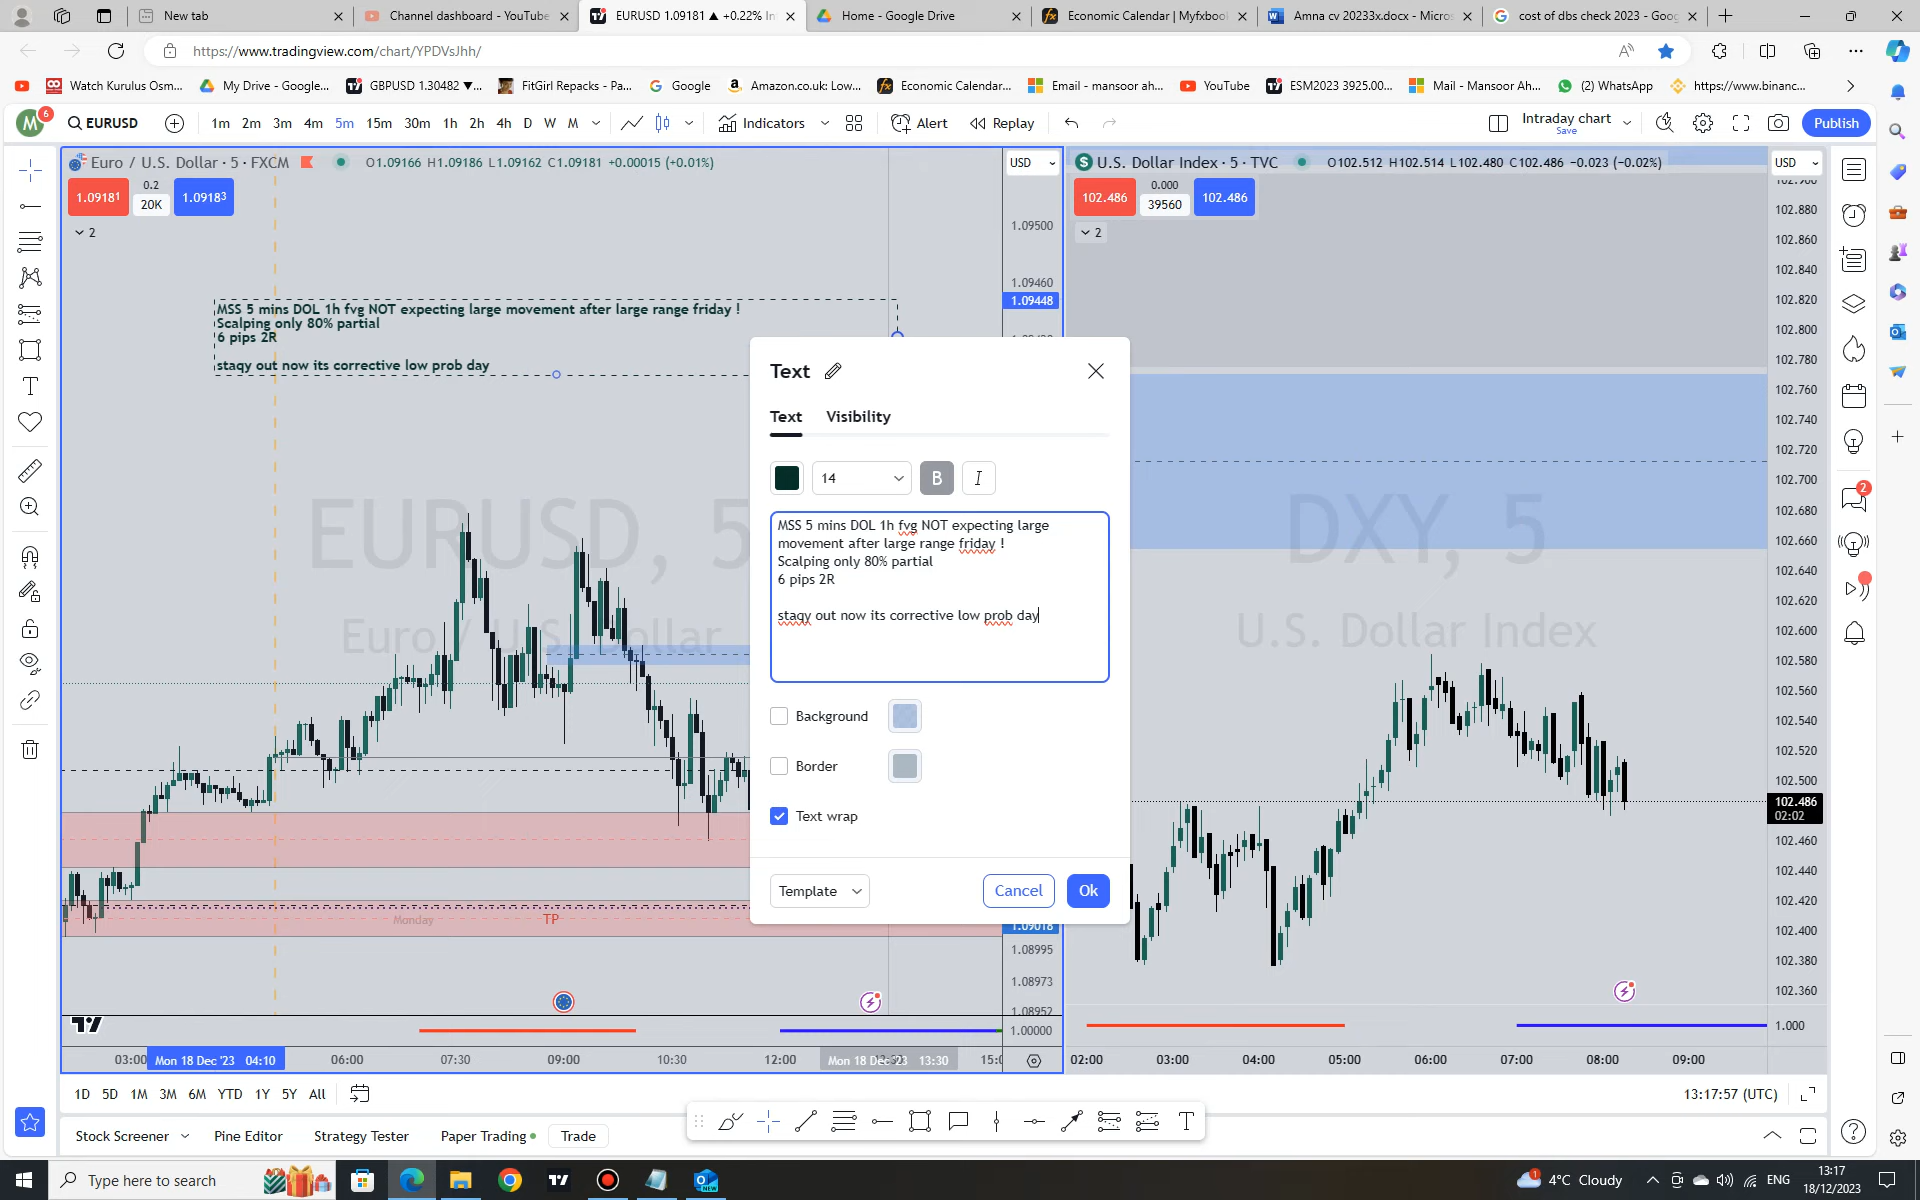 New tab
Channel dashboard - YouTube
EURUSD 1.09181 ▲ +0.22% In
Home - Google Drive
Economic Calendar | Myfxboo
Amna cv 20233x.docx - Micro
cost of dbs check 2023 - Goog
https://www.tradingview.com/chart/YPDVsJhh/
Watch Kurulus Osm...
My Drive - Google...
GBPUSD 1.30482 ▼...
FitGirl Repacks - Pa...
Google
Amazon.co.uk: Low...
Economic Calendar...
Email - mansoor ah...
YouTube
ESM2023 3925.00...
Mail - Mansoor Ah...
(2) WhatsApp
https://www.binanc...
M 6
EURUSD
1m 2m 3m 4m 5m 15m 30m 1h 2h 4h D W M
Indicators
Alert
Replay
Intraday chart
Save
Publish
Euro / U.S. Dollar · 5 · FXCM
O1.09166 H1.09186 L1.09162 C1.09181 +0.00015 (+0.01%)
USD
1.09181
0.2
20K
1.09183
2
U.S. Dollar Index · 5 · TVC
O102.512 H102.514 L102.480 C102.486 −0.023 (−0.02%)
USD
102.486
0.000
39560
102.486
2
MSS 5 mins DOL 1h fvg NOT expecting large movement after large range friday !
Scalping only 80% partial
6 pips 2R
staqy out now its corrective low prob day
EURUSD, 5
Euro / U.S. Dollar
DXY, 5
U.S. Dollar Index
1.09500
1.09460
1.09448
1.09018
1.08995
1.08973
1.08952
1.00000
Text
Text
Visibility
14
B
I
MSS 5 mins DOL 1h fvg NOT expecting large
movement after large range friday !
Scalping only 80% partial
6 pips 2R
staqy out now its corrective low prob day
Background
Border
Text wrap
Template
Cancel
Ok
Monday
TP
102.880
102.860
102.840
102.820
102.800
102.780
102.760
102.740
102.720
102.700
102.680
102.660
102.640
102.620
102.600
102.580
102.560
102.540
102.520
102.500
102.486
02:02
102.460
102.440
102.420
102.400
102.380
102.360
1.000
03:00
Mon 18 Dec '23 04:10
06:00
07:30
09:00
10:30
12:00
Mon 18 Dec '23 13:30
02:00
03:00
04:00
05:00
06:00
07:00
08:00
09:00
1D 5D 1M 3M 6M YTD 1Y 5Y All
13:17:57 (UTC)
Stock Screener
Pine Editor
Strategy Tester
Paper Trading
Trade
2
Type here to search
4°C Cloudy
ENG
13:17
18/12/2023